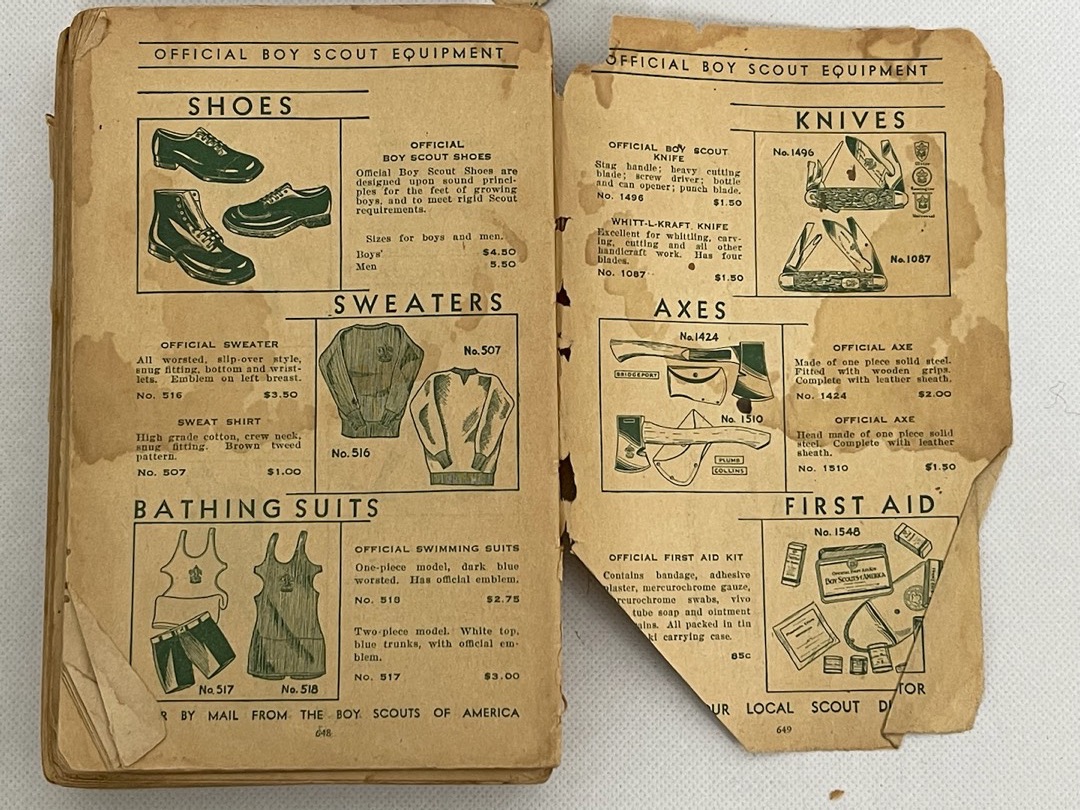 OFFICIAL BOY SCOUT EQUIPMENT
SHOES
OFFICIAL
BOY SCOUT SHOES
Official Boy Scout Shoes are
designed upon sound princi-
ples for the feet of growing
boys, and to meet rigid Scout
requirements.
Sizes for boys and men.
Boys' $4.50
Men 5.50
SWEATERS
OFFICIAL SWEATER
All worsted, slip-over style,
snug fitting, bottom and wrist-
lets. Emblem on left breast.
No. 516 $3.50
SWEAT SHIRT
High grade cotton, crew neck,
snug fitting. Brown tweed
pattern.
No. 507 $1.00
No. 507
No. 516
BATHING SUITS
No. 517 No. 518
OFFICIAL SWIMMING SUITS
One-piece model, dark blue
worsted. Has official emblem.
No. 518 $2.75
Two-piece model. White top,
blue trunks, with official em-
blem.
No. 517 $3.00
R BY MAIL FROM THE BOY SCOUTS OF AMERICA
648
OFFICIAL BOY SCOUT EQUIPMENT
KNIVES
OFFICIAL BOY SCOUT
KNIFE
Stag handle; heavy cutting
blade; screw driver; bottle
and can opener; punch blade.
No. 1496 $1.50
WHITT-L-KRAFT KNIFE
Excellent for whittling, carv-
ing, cutting and all other
handicraft work. Has four
blades.
No. 1087 $1.50
No. 1496
No. 1087
AXES
No. 1424
BRIDGEPORT
No. 1510
PLUMB
COLLINS
OFFICIAL AXE
Made of one piece solid steel.
Fitted with wooden grips.
Complete with leather sheath.
No. 1424 $2.00
OFFICIAL AXE
Head made of one piece solid
steel. Complete with leather
sheath.
No. 1510 $1.50
FIRST AID
OFFICIAL FIRST AID KIT
Contains bandage, adhesive
plaster, mercurochrome gauze,
rcurochrome swabs, vivo
tube soap and ointment
ains. All packed in tin
ki carrying case.
85c
No. 1548
BOY SCOUTS OF AMERICA
TOR
UR LOCAL SCOUT DI
649